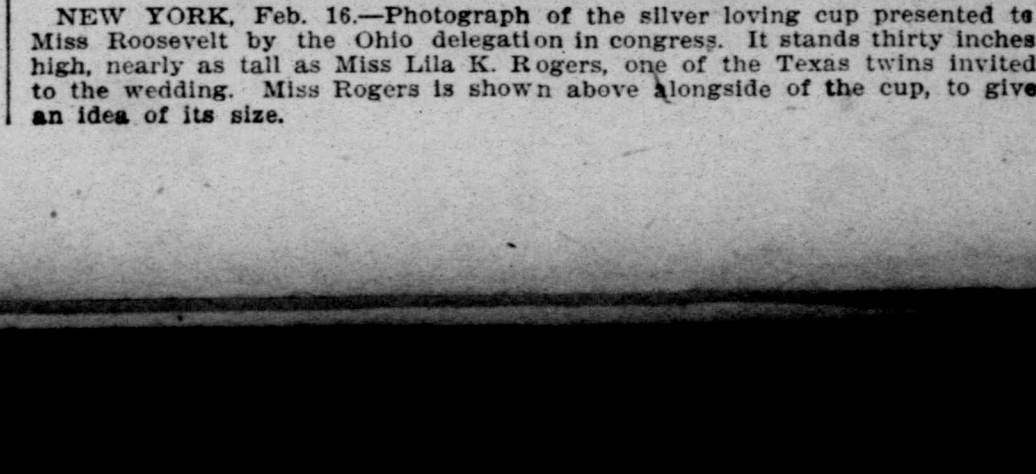 NEW YORK, Feb. 16.—Photograph of the silver loving cup presented to
Miss Roosevelt by the Ohio delegation in congress. It stands thirty inches
high, nearly as tall as Miss Lila K. Rogers, one of the Texas twins invited
to the wedding. Miss Rogers is shown above alongside of the cup, to give
an idea of its size.